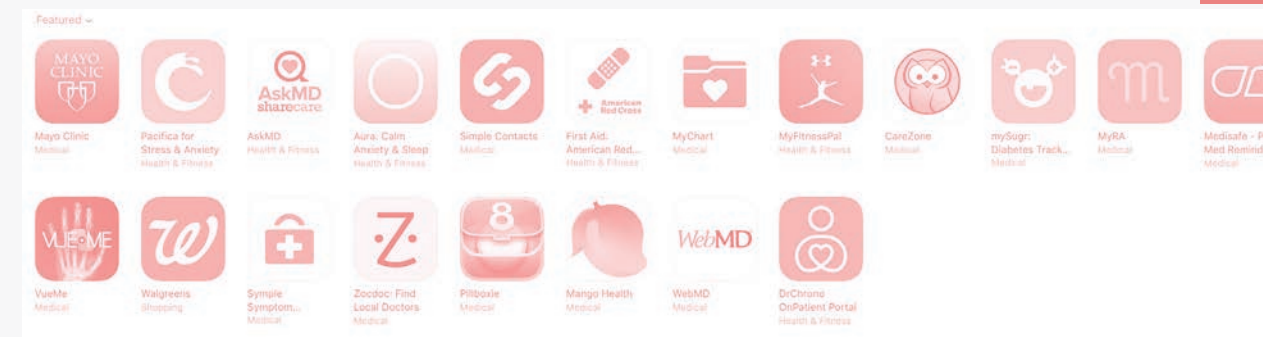 Featured
MAYO
CLINIC
AskMD
sharecare
American
Red Cross
Mayo Clinic
Medical
Pacifica for
Stress & Anxiety
Health & Fitness
AskMD
Health & Fitness
Aura: Calm
Anxiety & Sleep
Health & Fitness
Simple Contacts
Medical
First Aid:
American Red...
Health & Fitness
MyChart
Medical
MyFitnessPal
Health & Fitness
CareZone
Medical
mySugr:
Diabetes Track...
Medical
m
MyRA
Medical
Medisafe - P
Med Remind
Medical
VUE ME
W
Z
8
WebMD
VueMe
Medical
Walgreens
Shopping
Symple
Symptom...
Medical
Zocdoc: Find
Local Doctors
Medical
Pillboxie
Medical
Mango Health
Medical
WebMD
Medical
DrChrono
OnPatient Portal
Health & Fitness